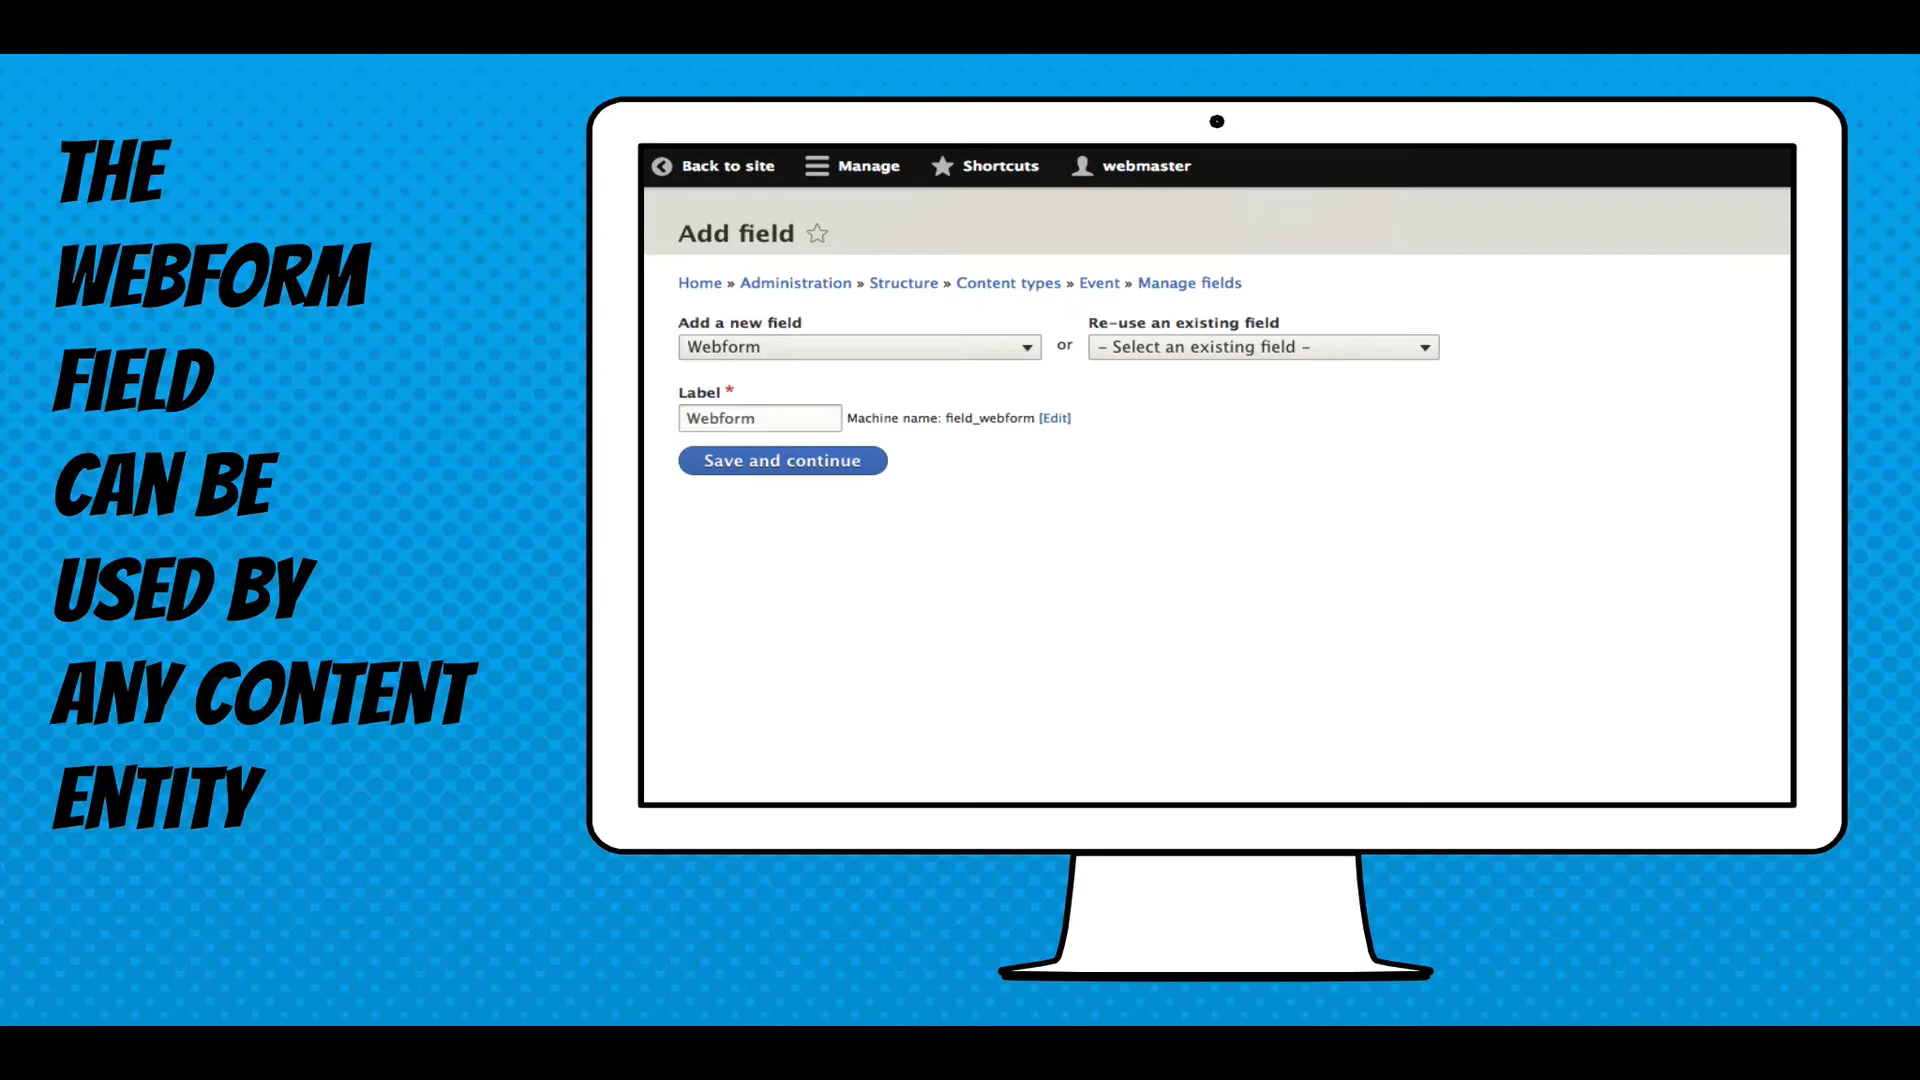 THE
WEBFORM
FIELD
CAN BE
USED BY
ANY CONTENT
ENTITY
Back to site Manage Shortcuts webmaster
Add field
Home » Administration » Structure » Content types » Event » Manage fields
Add a new field Re-use an existing field
Webform or - Select an existing field -
Label *
Webform Machine name: field_webform [Edit]
Save and continue